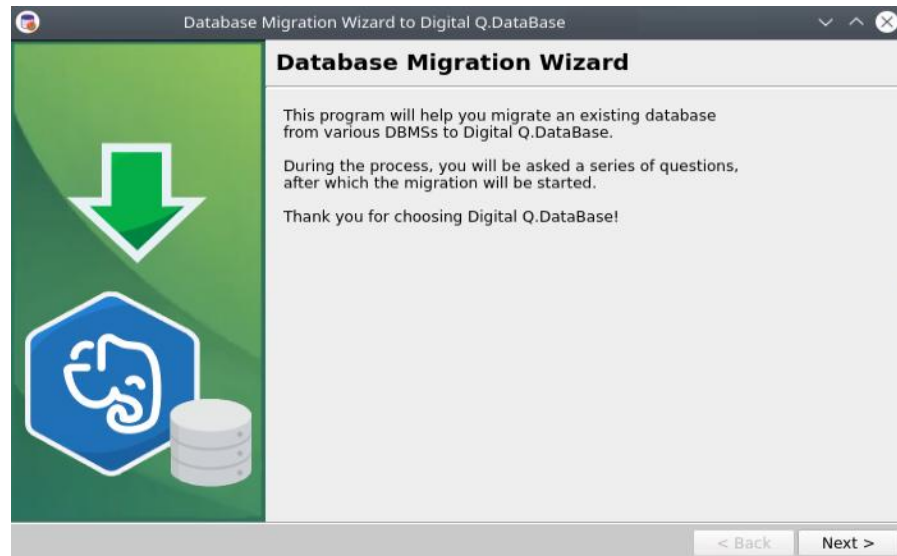 Database Migration Wizard to Digital Q.DataBase
Database Migration Wizard
This program will help you migrate an existing database
from various DBMSs to Digital Q.DataBase.
During the process, you will be asked a series of questions,
after which the migration will be started.
Thank you for choosing Digital Q.DataBase!
< Back
Next >